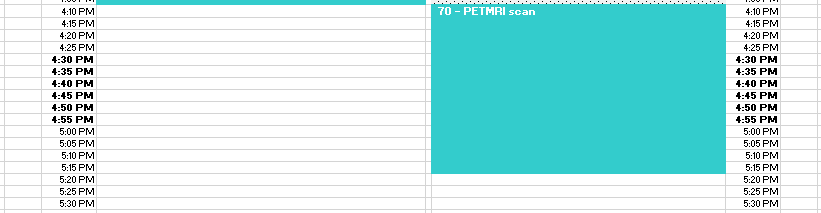 70 - PETMRI scan
4:10 PM 4:10 PM
4:15 PM 4:15 PM
4:20 PM 4:20 PM
4:25 PM 4:25 PM
4:30 PM 4:30 PM
4:35 PM 4:35 PM
4:40 PM 4:40 PM
4:45 PM 4:45 PM
4:50 PM 4:50 PM
4:55 PM 4:55 PM
5:00 PM 5:00 PM
5:05 PM 5:05 PM
5:10 PM 5:10 PM
5:15 PM 5:15 PM
5:20 PM 5:20 PM
5:25 PM 5:25 PM
5:30 PM 5:30 PM